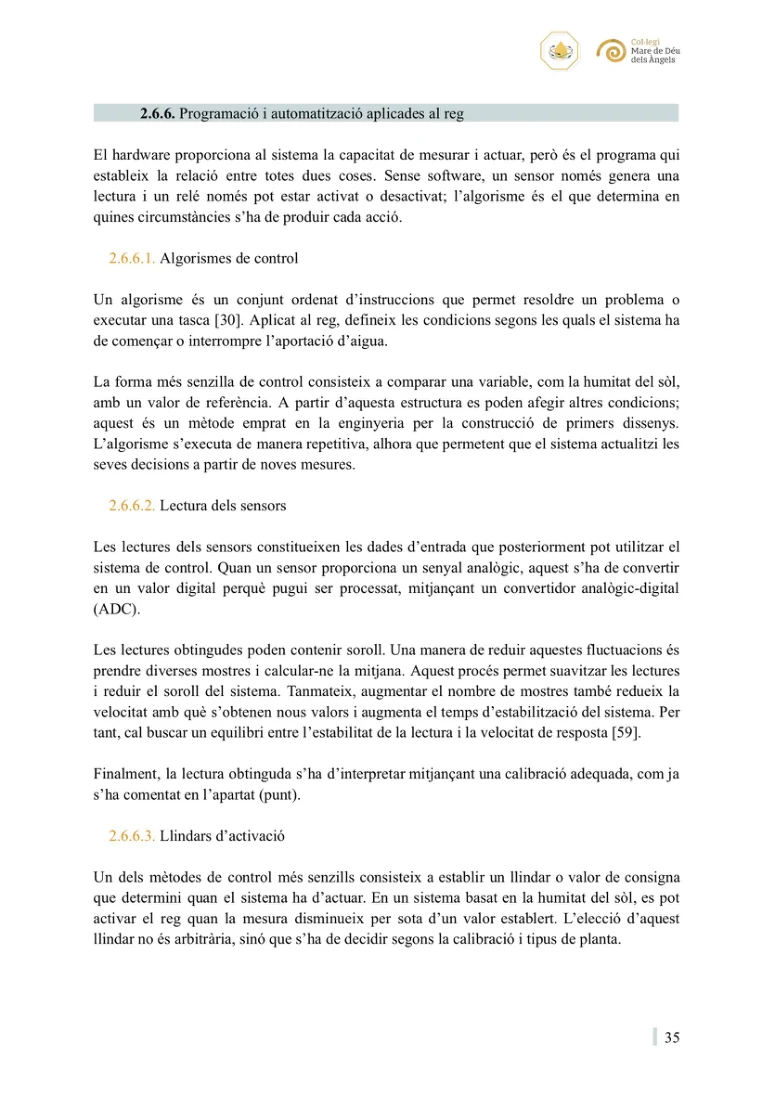 Col·legi
Mare de Déu
dels Àngels
2.6.6. Programació i automatització aplicades al reg
El hardware proporciona al sistema la capacitat de mesurar i actuar, però és el programa qui
estableix la relació entre totes dues coses. Sense software, un sensor només genera una
lectura i un relé només pot estar activat o desactivat; l’algorisme és el que determina en
quines circumstàncies s’ha de produir cada acció.
2.6.6.1. Algorismes de control
Un algorisme és un conjunt ordenat d’instruccions que permet resoldre un problema o
executar una tasca [30]. Aplicat al reg, defineix les condicions segons les quals el sistema ha
de començar o interrompre l’aportació d’aigua.
La forma més senzilla de control consisteix a comparar una variable, com la humitat del sòl,
amb un valor de referència. A partir d’aquesta estructura es poden afegir altres condicions;
aquest és un mètode emprat en la enginyeria per la construcció de primers dissenys.
L’algorisme s’executa de manera repetitiva, alhora que permetent que el sistema actualitzi les
seves decisions a partir de noves mesures.
2.6.6.2. Lectura dels sensors
Les lectures dels sensors constitueixen les dades d’entrada que posteriorment pot utilitzar el
sistema de control. Quan un sensor proporciona un senyal analògic, aquest s’ha de convertir
en un valor digital perquè pugui ser processat, mitjançant un convertidor analògic-digital
(ADC).
Les lectures obtingudes poden contenir soroll. Una manera de reduir aquestes fluctuacions és
prendre diverses mostres i calcular-ne la mitjana. Aquest procés permet suavitzar les lectures
i reduir el soroll del sistema. Tanmateix, augmentar el nombre de mostres també redueix la
velocitat amb què s’obtenen nous valors i augmenta el temps d’estabilització del sistema. Per
tant, cal buscar un equilibri entre l’estabilitat de la lectura i la velocitat de resposta [59].
Finalment, la lectura obtinguda s’ha d’interpretar mitjançant una calibració adequada, com ja
s’ha comentat en l’apartat (punt).
2.6.6.3. Llindars d’activació
Un dels mètodes de control més senzills consisteix a establir un llindar o valor de consigna
que determini quan el sistema ha d’actuar. En un sistema basat en la humitat del sòl, es pot
activar el reg quan la mesura disminueix per sota d’un valor establert. L’elecció d’aquest
llindar no és arbitrària, sinó que s’ha de decidir segons la calibració i tipus de planta.
35